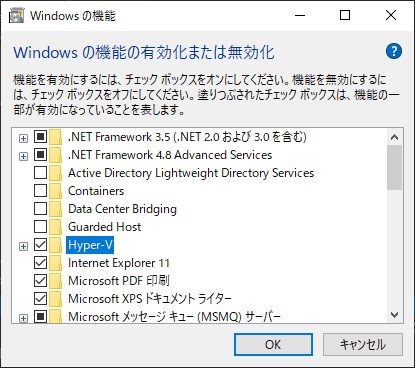 Windows の機能
Windows の機能の有効化または無効化
機能を有効にするには、チェック ボックスをオンにしてください。機能を無効にするに
は、チェック ボックスをオフにしてください。塗りつぶされたチェック ボックスは、機能の一
部が有効になっていることを表します。
.NET Framework 3.5 (.NET 2.0 および 3.0 を含む)
.NET Framework 4.8 Advanced Services
Active Directory Lightweight Directory Services
Containers
Data Center Bridging
Guarded Host
Hyper-V
Internet Explorer 11
Microsoft PDF 印刷
Microsoft XPS ドキュメント ライター
Microsoft メッセージ キュー (MSMQ) サーバー
OK
キャンセル